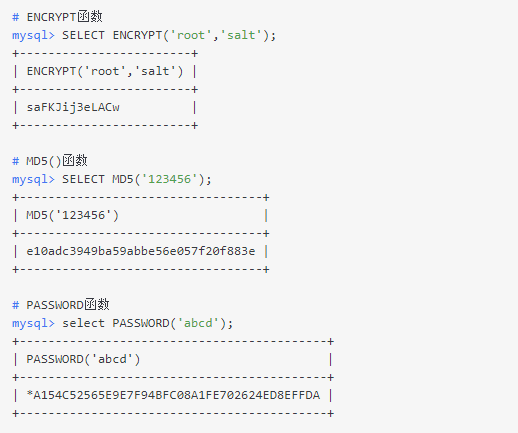 # ENCRYPT函数
mysql> SELECT ENCRYPT('root','salt');
+------------------------+
| ENCRYPT('root','salt') |
+------------------------+
| saFKJij3eLACw          |
+------------------------+
# MD5()函数
mysql> SELECT MD5('123456');
+----------------------------------+
| MD5('123456')                    |
+----------------------------------+
| e10adc3949ba59abbe56e057f20f883e |
+----------------------------------+
# PASSWORD函数
mysql> select PASSWORD('abcd');
+-------------------------------------------+
| PASSWORD('abcd')                          |
+-------------------------------------------+
| *A154C52565E9E7F94BFC08A1FE702624ED8EFFDA |
+-------------------------------------------+